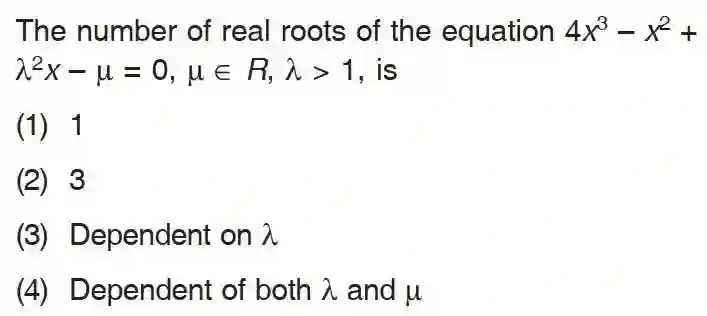 The number of real roots of the equation 4x³ – x² +
λ²x – μ = 0, μ ∈ R, λ > 1, is
(1) 1
(2) 3
(3) Dependent on λ
(4) Dependent of both λ and μ